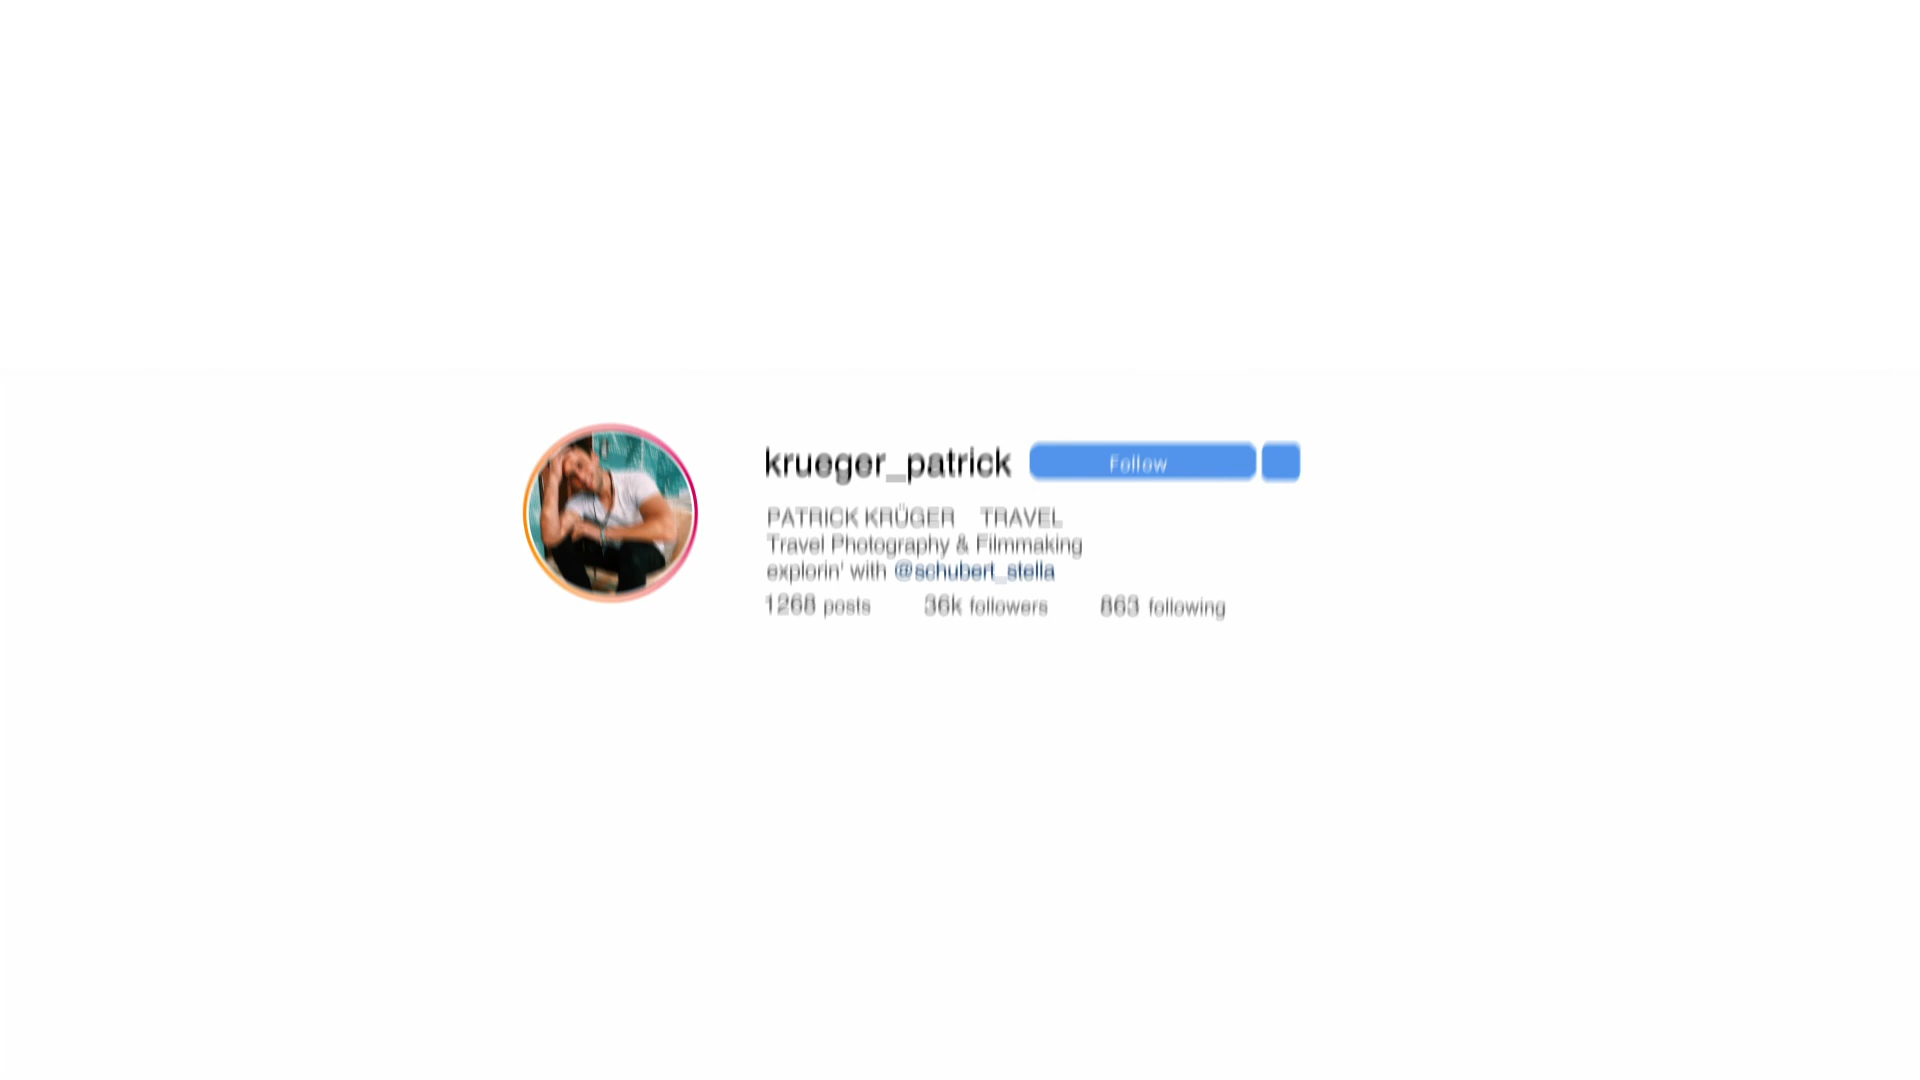 krueger_patrick Follow
PATRICK KRÜGER TRAVEL
Travel Photography & Filmmaking
explorin' with @schubert_stella
1268 posts 36k followers 863 following